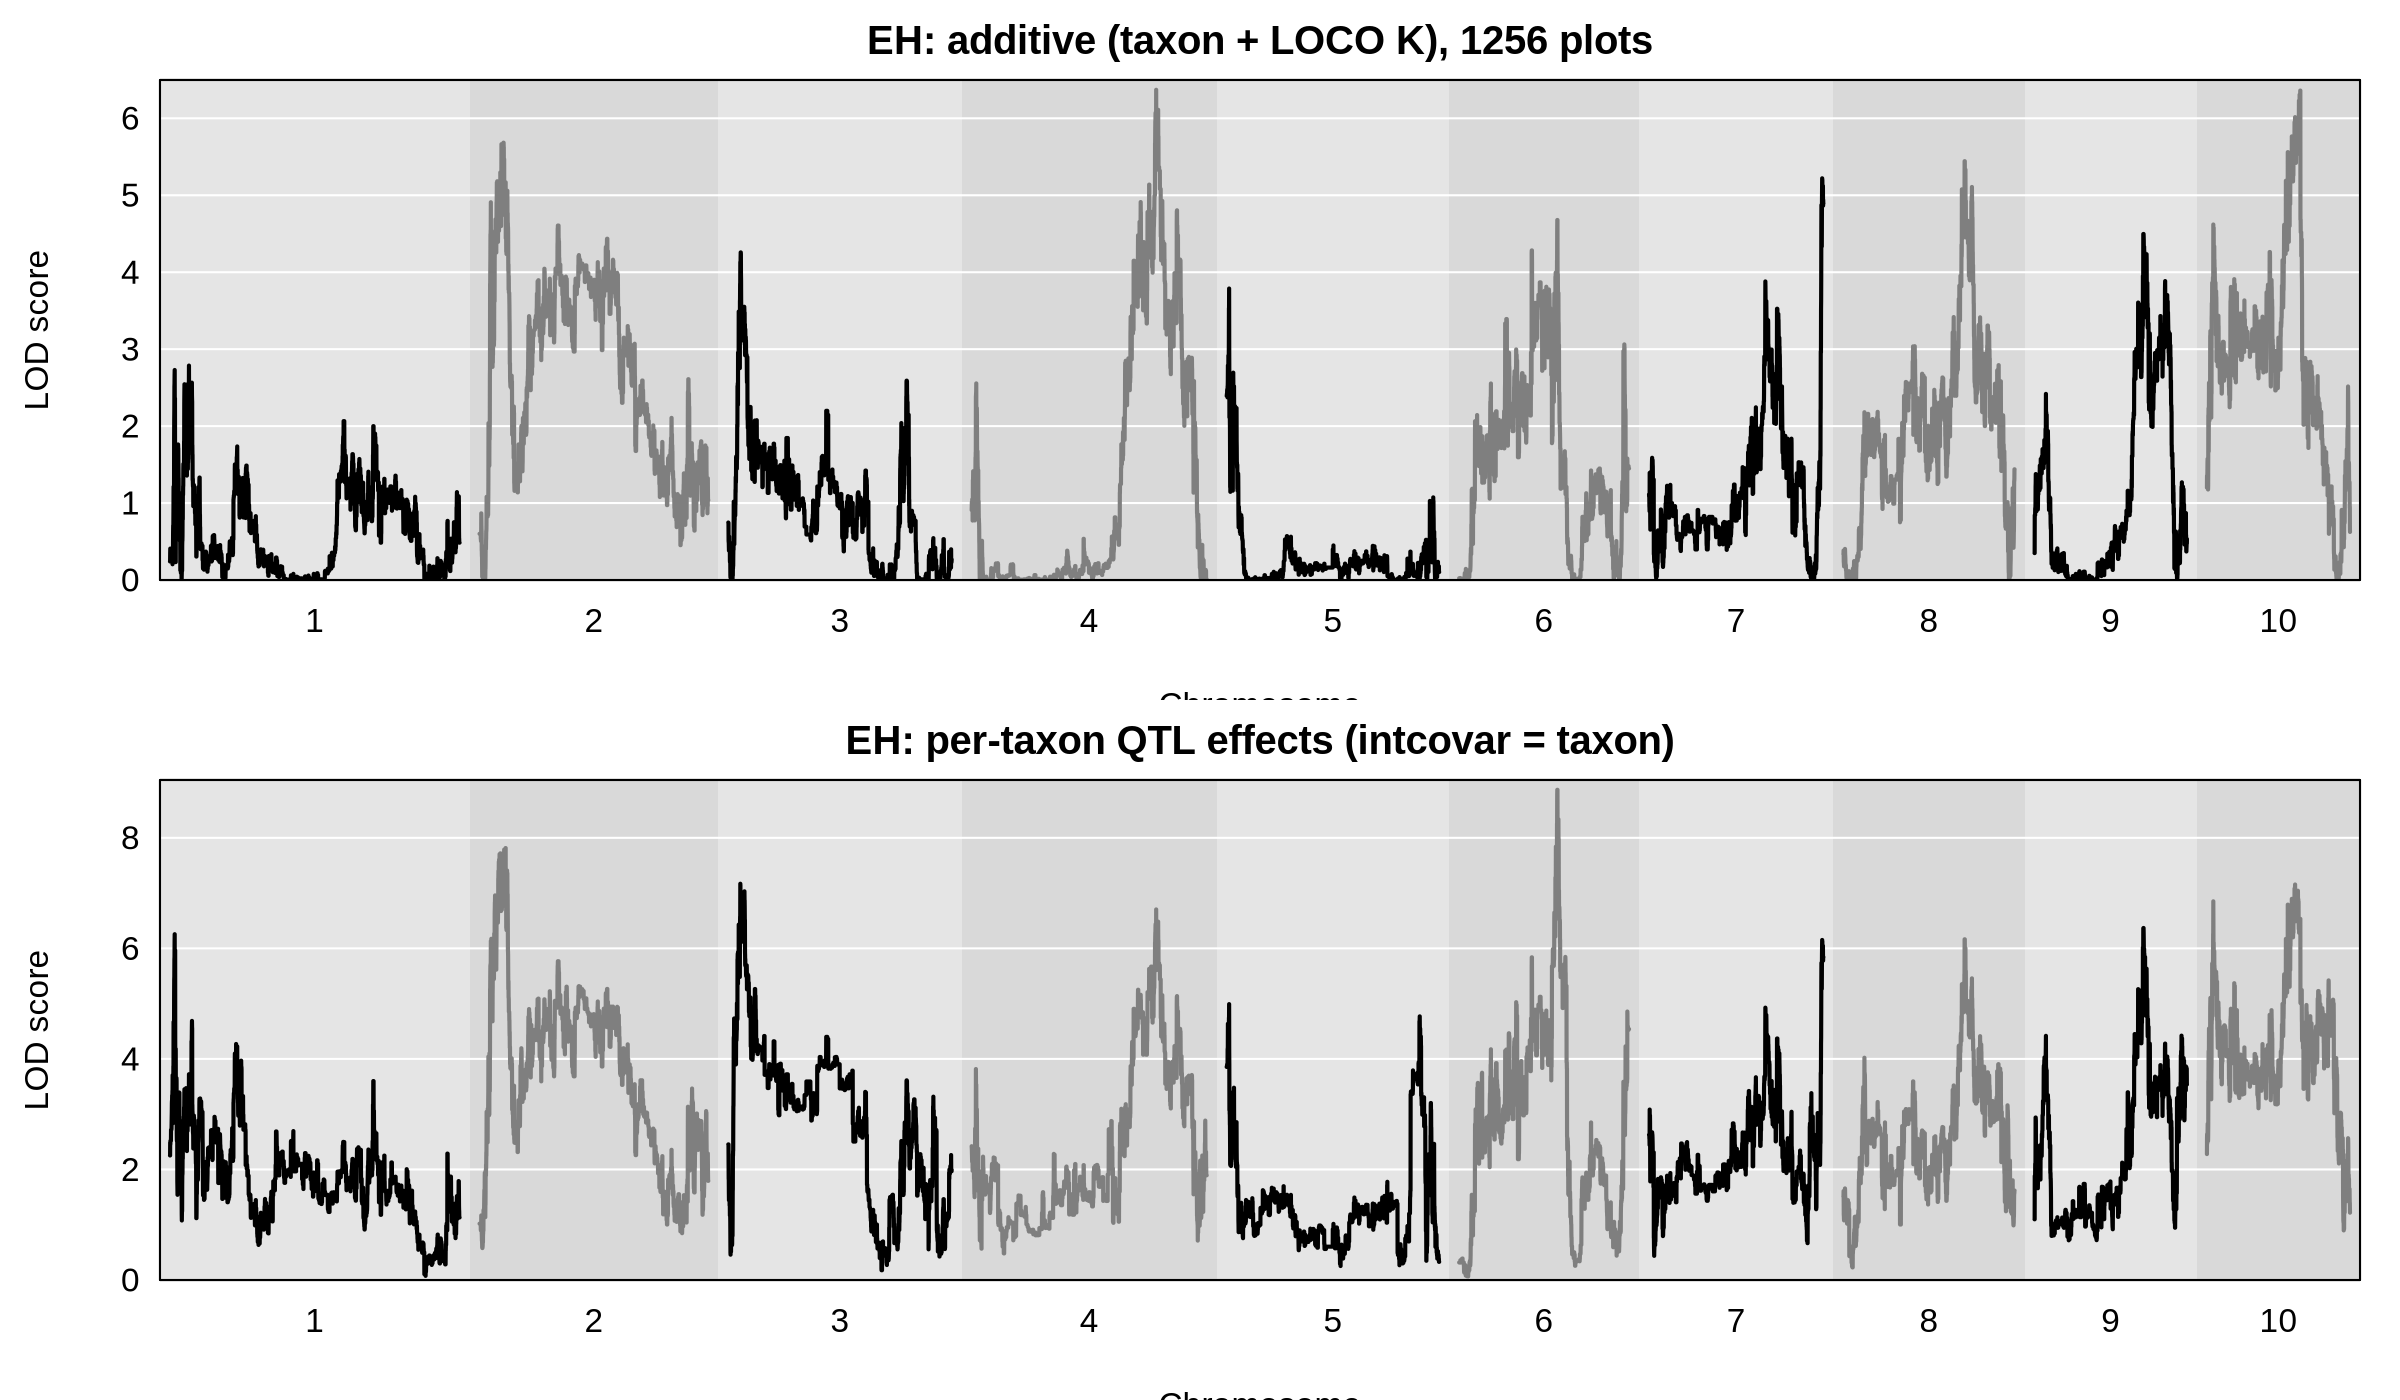 EH: additive (taxon + LOCO K), 1256 plots
LOD score
6
5
4
3
2
1
0
1 2 3 4 5 6 7 8 9 10
Chromosome
EH: per-taxon QTL effects (intcovar = taxon)
LOD score
8
6
4
2
0
1 2 3 4 5 6 7 8 9 10
Chromosome